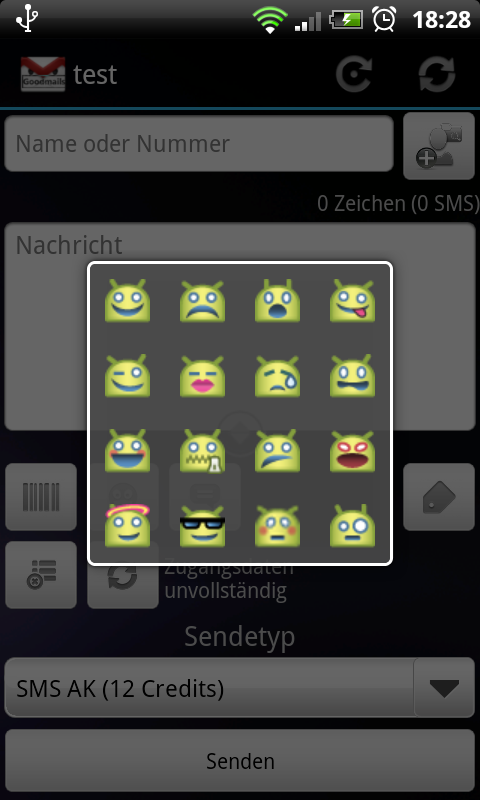 18:28
Goodmails
test
Name oder Nummer
0 Zeichen (0 SMS)
Nachricht
Zugangsdaten
unvollständig
Sendetyp
SMS AK (12 Credits)
Senden